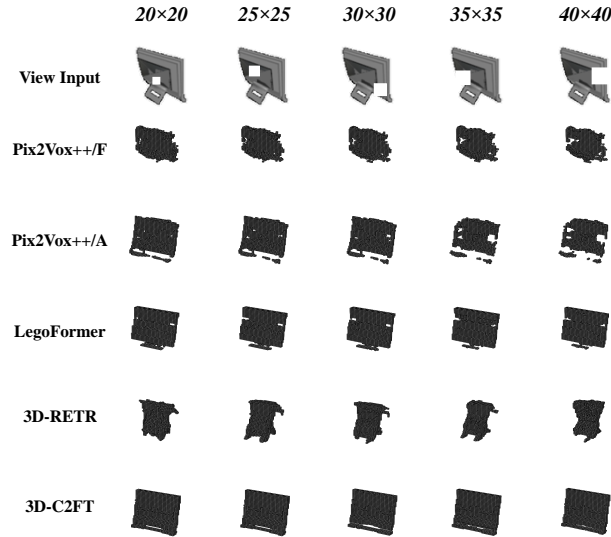 20×20 25×25 30×30 35×35 40×40
View Input
Pix2Vox++/F
Pix2Vox++/A
LegoFormer
3D-RETR
3D-C2FT